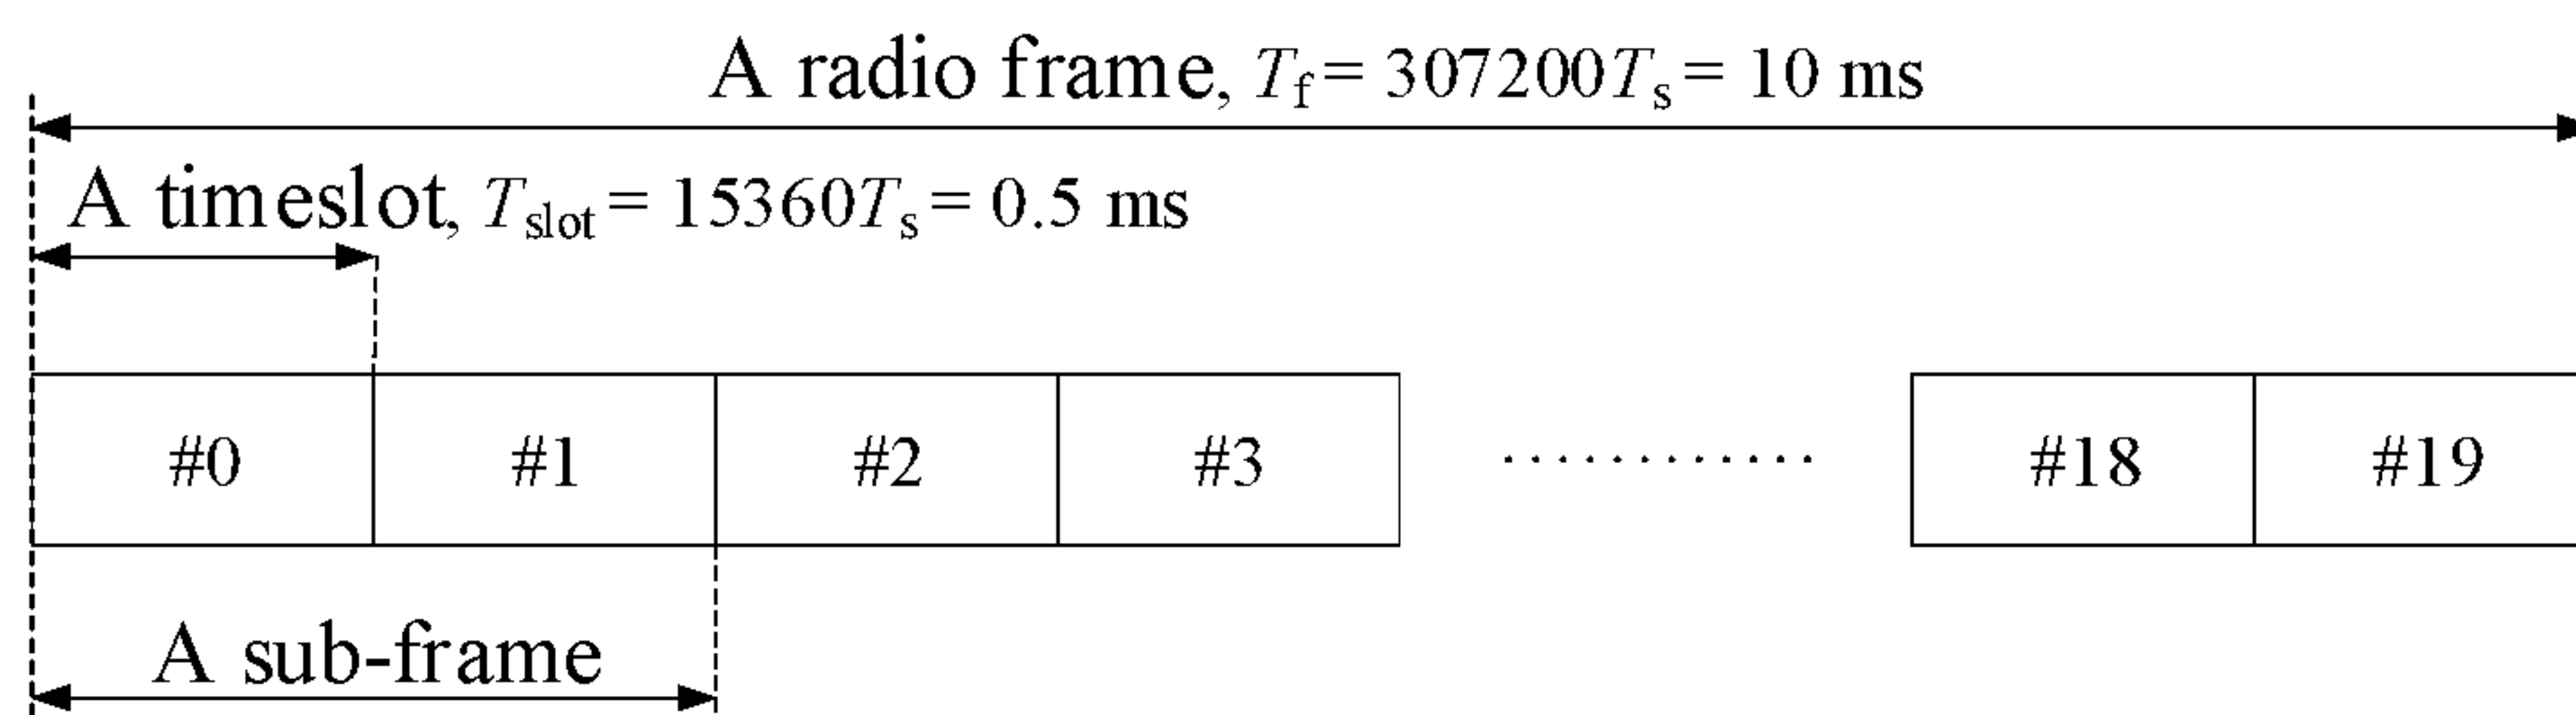 A radio frame, Tf = 307200Ts = 10 ms
A timeslot, Tslot = 15360Ts = 0.5 ms
#0 #1 #2 #3 ............ #18 #19
A sub-frame